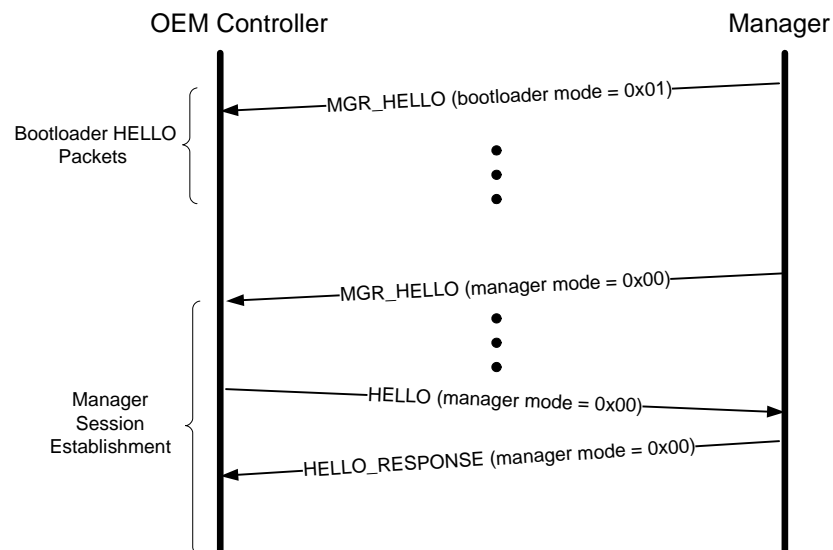 OEM Controller
Manager
MGR_HELLO (bootloader mode = 0x01)
Bootloader HELLO
Packets
MGR_HELLO (manager mode = 0x00)
HELLO (manager mode = 0x00)
Manager
Session
Establishment
HELLO_RESPONSE (manager mode = 0x00)